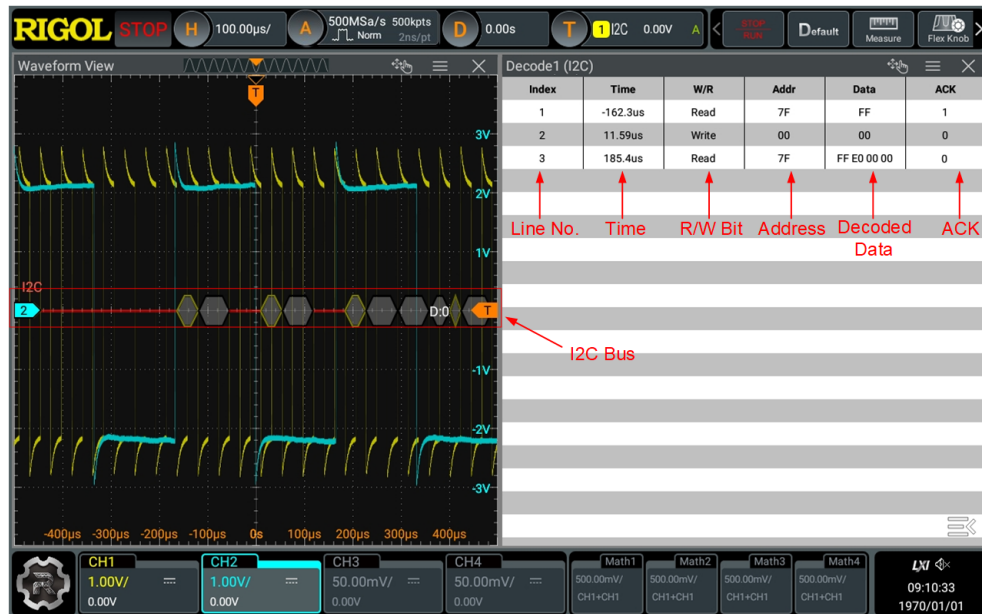 RIGOL STOP H 100.00μs/ A 500MSa/s 500kpts D 0.00s T 1 I2C 0.00V A STOP Default Measure Flex Knob
Norm 2ns/pt RUN
Waveform View
Decode1 (I2C)
T
Index Time W/R Addr Data ACK
1 -162.3us Read 7F FF 1
2 11.59us Write 00 00 0
3 185.4us Read 7F FF E0 00 00 0
Line No. Time R/W Bit Address Decoded Data ACK
3V
2V
1V
I2C
2 D:0 T
I2C Bus
-1V
-2V
-3V
-400μs -300μs -200μs -100μs 0s 100μs 200μs 300μs 400μs
CH1 CH2 CH3 CH4 Math1 Math2 Math3 Math4
1.00V/ 1.00V/ 50.00mV/ 50.00mV/ 500.00mV/ 500.00mV/ 500.00mV/ 500.00mV/
0.00V 0.00V 0.00V 0.00V CH1+CH1 CH1+CH1 CH1+CH1 CH1+CH1
LXI
09:10:33
1970/01/01